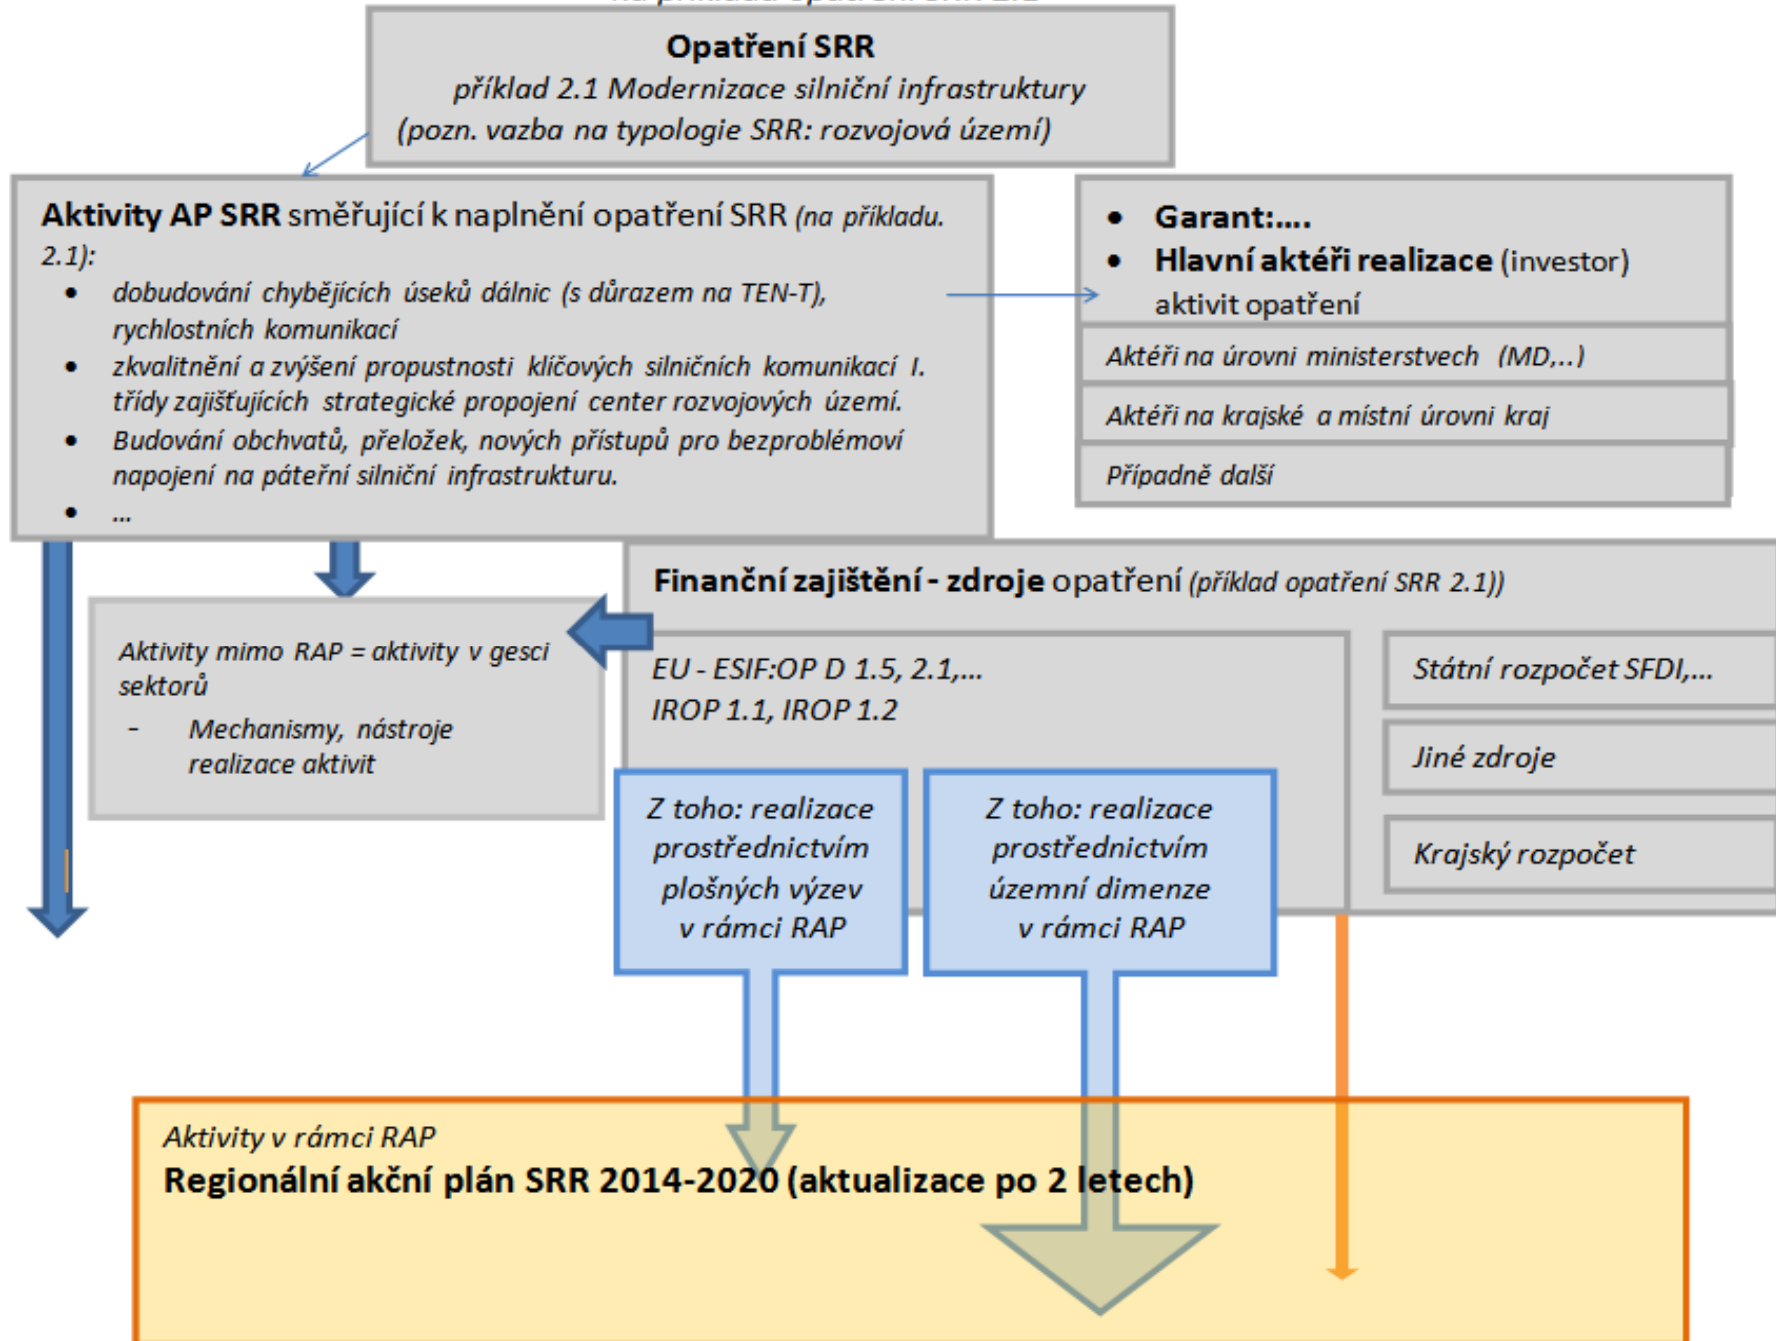 na příkladu opatření SRR 2.1
Opatření SRR
příklad 2.1 Modernizace silniční infrastruktury
(pozn. vazba na typologie SRR: rozvojová území)
Aktivity AP SRR směřující k naplnění opatření SRR (na příkladu.
2.1):
• dobudování chybějících úseků dálnic (s důrazem na TEN-T),
rychlostních komunikací
• zkvalitnění a zvýšení propustnosti klíčových silničních komunikací I.
třídy zajišťujících strategické propojení center rozvojových území.
• Budování obchvatů, přeložek, nových přístupů pro bezproblémoví
napojení na páteřní silniční infrastrukturu.
• ...
• Garant:....
• Hlavní aktéři realizace (investor)
aktivit opatření
Aktéři na úrovni ministerstvech (MD,..)
Aktéři na krajské a místní úrovni kraj
Případně další
Finanční zajištění - zdroje opatření (příklad opatření SRR 2.1))
EU - ESIF:OP D 1.5, 2.1,...
IROP 1.1, IROP 1.2
Státní rozpočet SFDI,...
Jiné zdroje
Krajský rozpočet
Aktivity mimo RAP = aktivity v gesci
sektorů
- Mechanismy, nástroje
realizace aktivit
Z toho: realizace
prostřednictvím
plošných výzev
v rámci RAP
Z toho: realizace
prostřednictvím
územní dimenze
v rámci RAP
Aktivity v rámci RAP
Regionální akční plán SRR 2014-2020 (aktualizace po 2 letech)